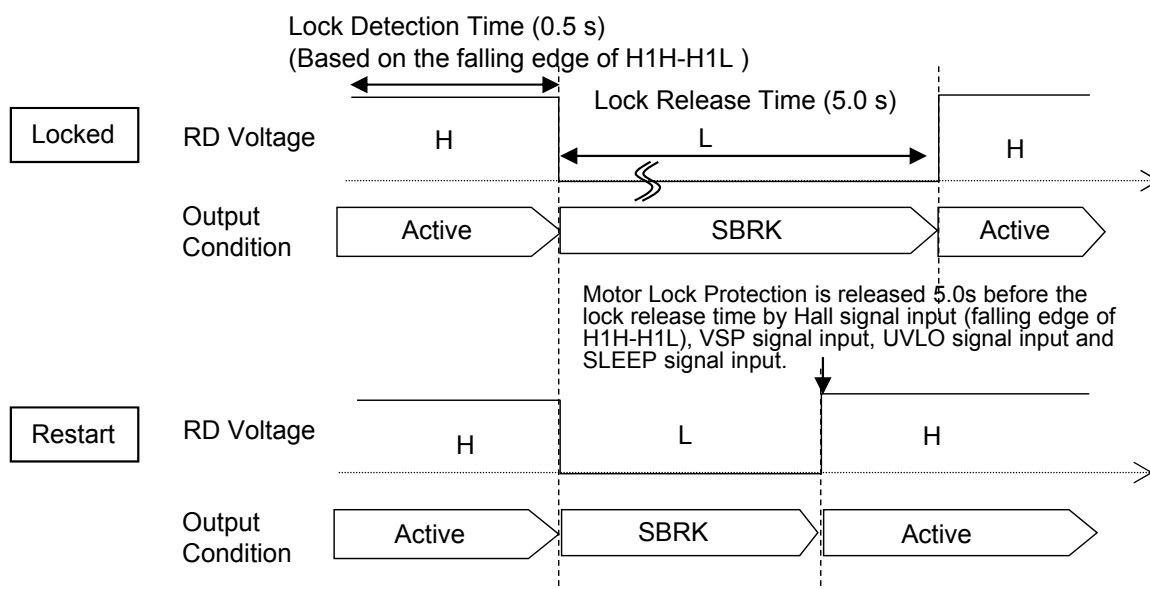 Lock Detection Time (0.5 s)
(Based on the falling edge of H1H-H1L )
Lock Release Time (5.0 s)
Locked
RD Voltage
H
L
H
Output
Condition
Active
SBRK
Active
Motor Lock Protection is released 5.0s before the
lock release time by Hall signal input (falling edge of
H1H-H1L), VSP signal input, UVLO signal input and
SLEEP signal input.
Restart
RD Voltage
H
L
H
Output
Condition
Active
SBRK
Active